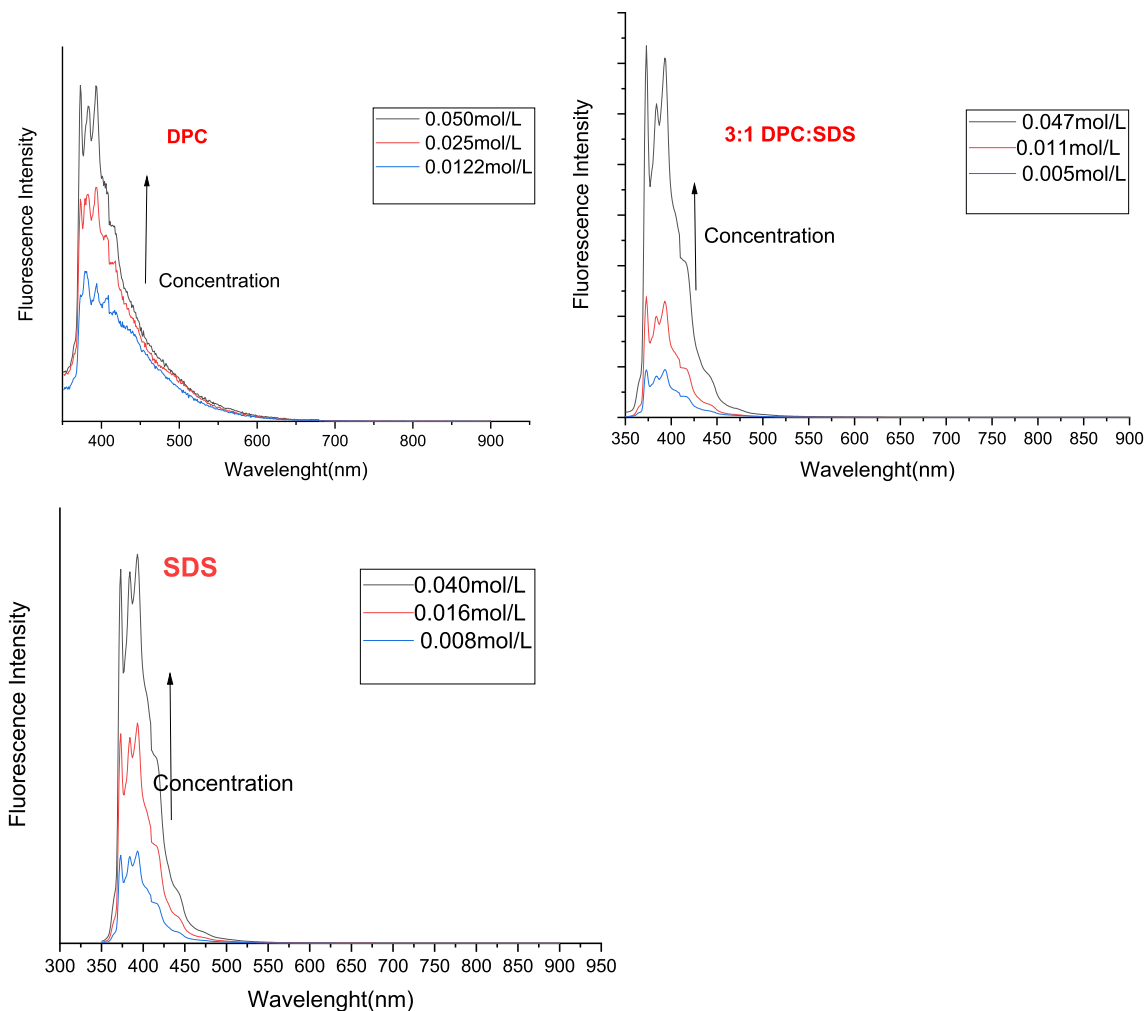 DPC
0.050mol/L
0.025mol/L
0.0122mol/L
Concentration
Fluorescence Intensity
400 500 600 700 800 900
Wavelenght(nm)
3:1 DPC:SDS
0.047mol/L
0.011mol/L
0.005mol/L
Concentration
Fluorescence Intensity
350 400 450 500 550 600 650 700 750 800 850 900
Wavelenght(nm)
SDS
0.040mol/L
0.016mol/L
0.008mol/L
Concentration
Fluorescence Intensity
300 350 400 450 500 550 600 650 700 750 800 850 900 950
Wavelenght(nm)